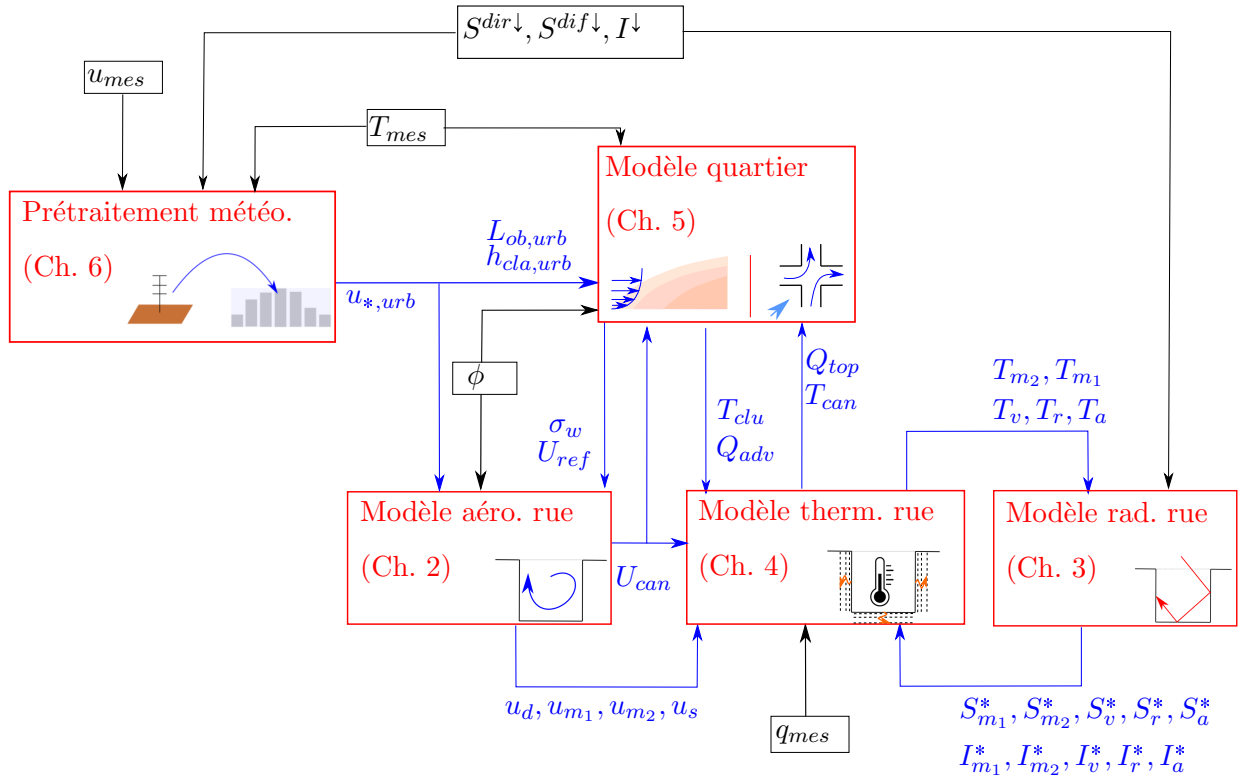 S^{dir↓}, S^{dif↓}, I^↓
u_{mes}
T_{mes}
Modèle quartier
(Ch. 5)
Prétraitement météo.
(Ch. 6)
L_{ob,urb}
h_{cla,urb}
u_{*,urb}
ϕ
Q_{top}
T_{can}
T_{m_2}, T_{m_1}
T_v, T_r, T_a
σ_w
U_{ref}
T_{clu}
Q_{adv}
Modèle aéro. rue
(Ch. 2)
U_{can}
Modèle therm. rue
(Ch. 4)
Modèle rad. rue
(Ch. 3)
u_d, u_{m_1}, u_{m_2}, u_s
q_{mes}
S^*_{m_1}, S^*_{m_2}, S^*_v, S^*_r, S^*_a
I^*_{m_1}, I^*_{m_2}, I^*_v, I^*_r, I^*_a